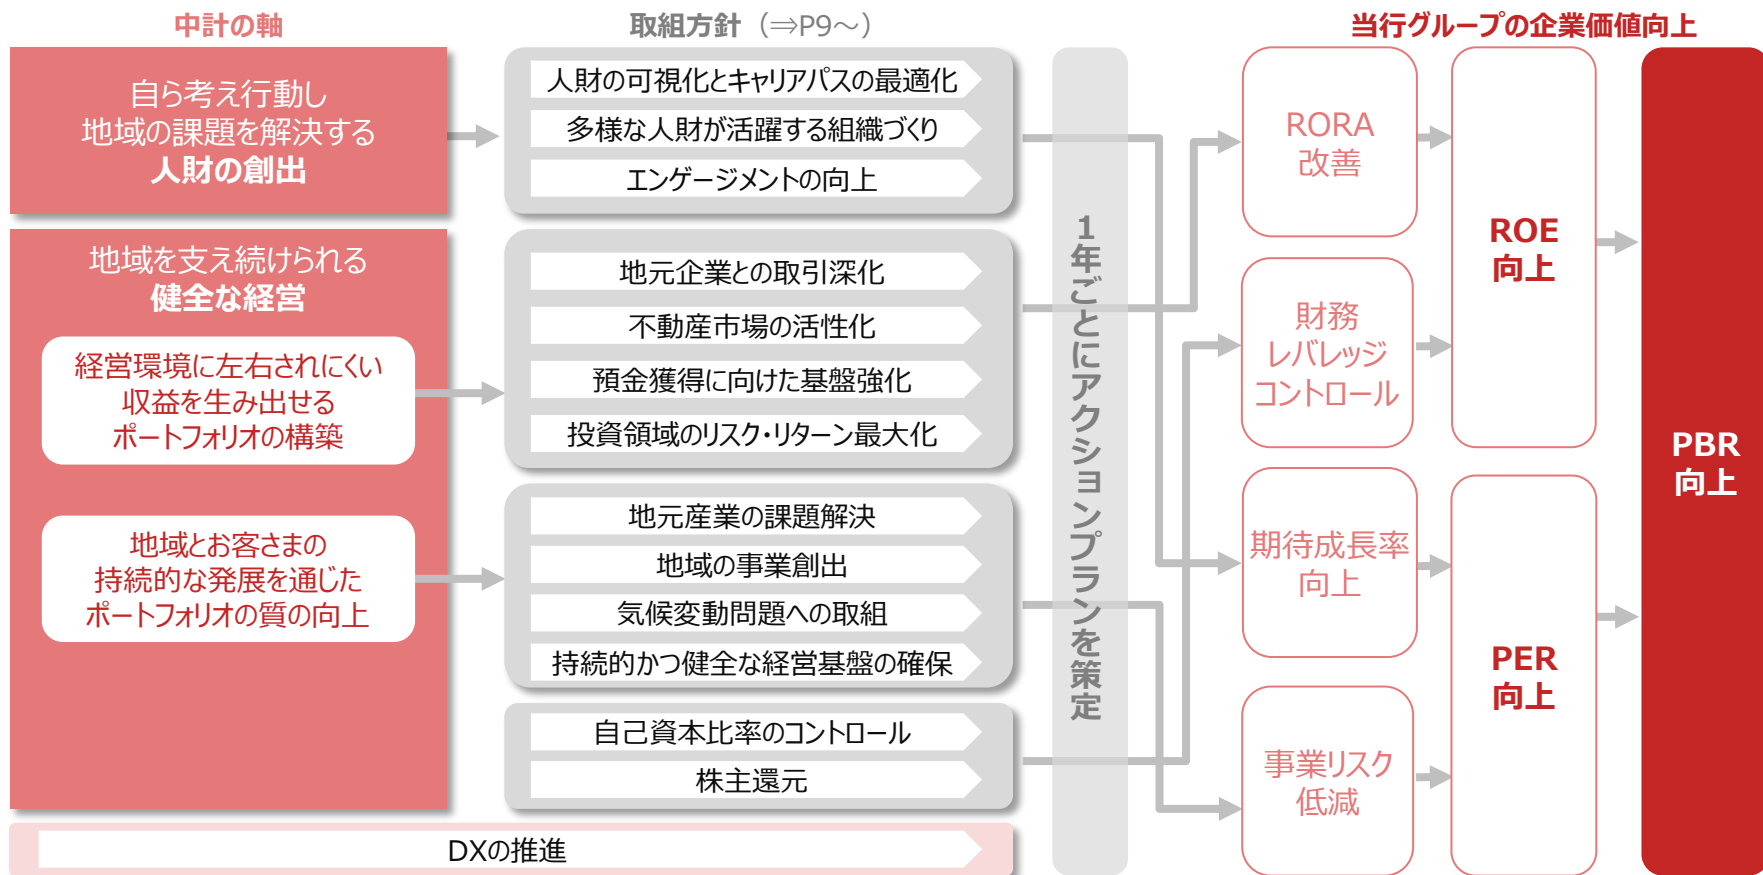 中計の軸
取組方針（⇒P9～）
当行グループの企業価値向上
自ら考え行動し
地域の課題を解決する
人財の創出
人財の可視化とキャリアパスの最適化
多様な人財が活躍する組織づくり
エンゲージメントの向上
地域を支え続けられる
健全な経営
経営環境に左右されにくい
収益を生み出せる
ポートフォリオの構築
地元企業との取引深化
不動産市場の活性化
預金獲得に向けた基盤強化
投資領域のリスク・リターン最大化
地域とお客さまの
持続的な発展を通じた
ポートフォリオの質の向上
地元産業の課題解決
地域の事業創出
気候変動問題への取組
持続的かつ健全な経営基盤の確保
自己資本比率のコントロール
株主還元
DXの推進
1年ごとにアクションプランを策定
RORA
改善
財務
レバレッジ
コントロール
期待成長率
向上
事業リスク
低減
ROE
向上
PER
向上
PBR
向上